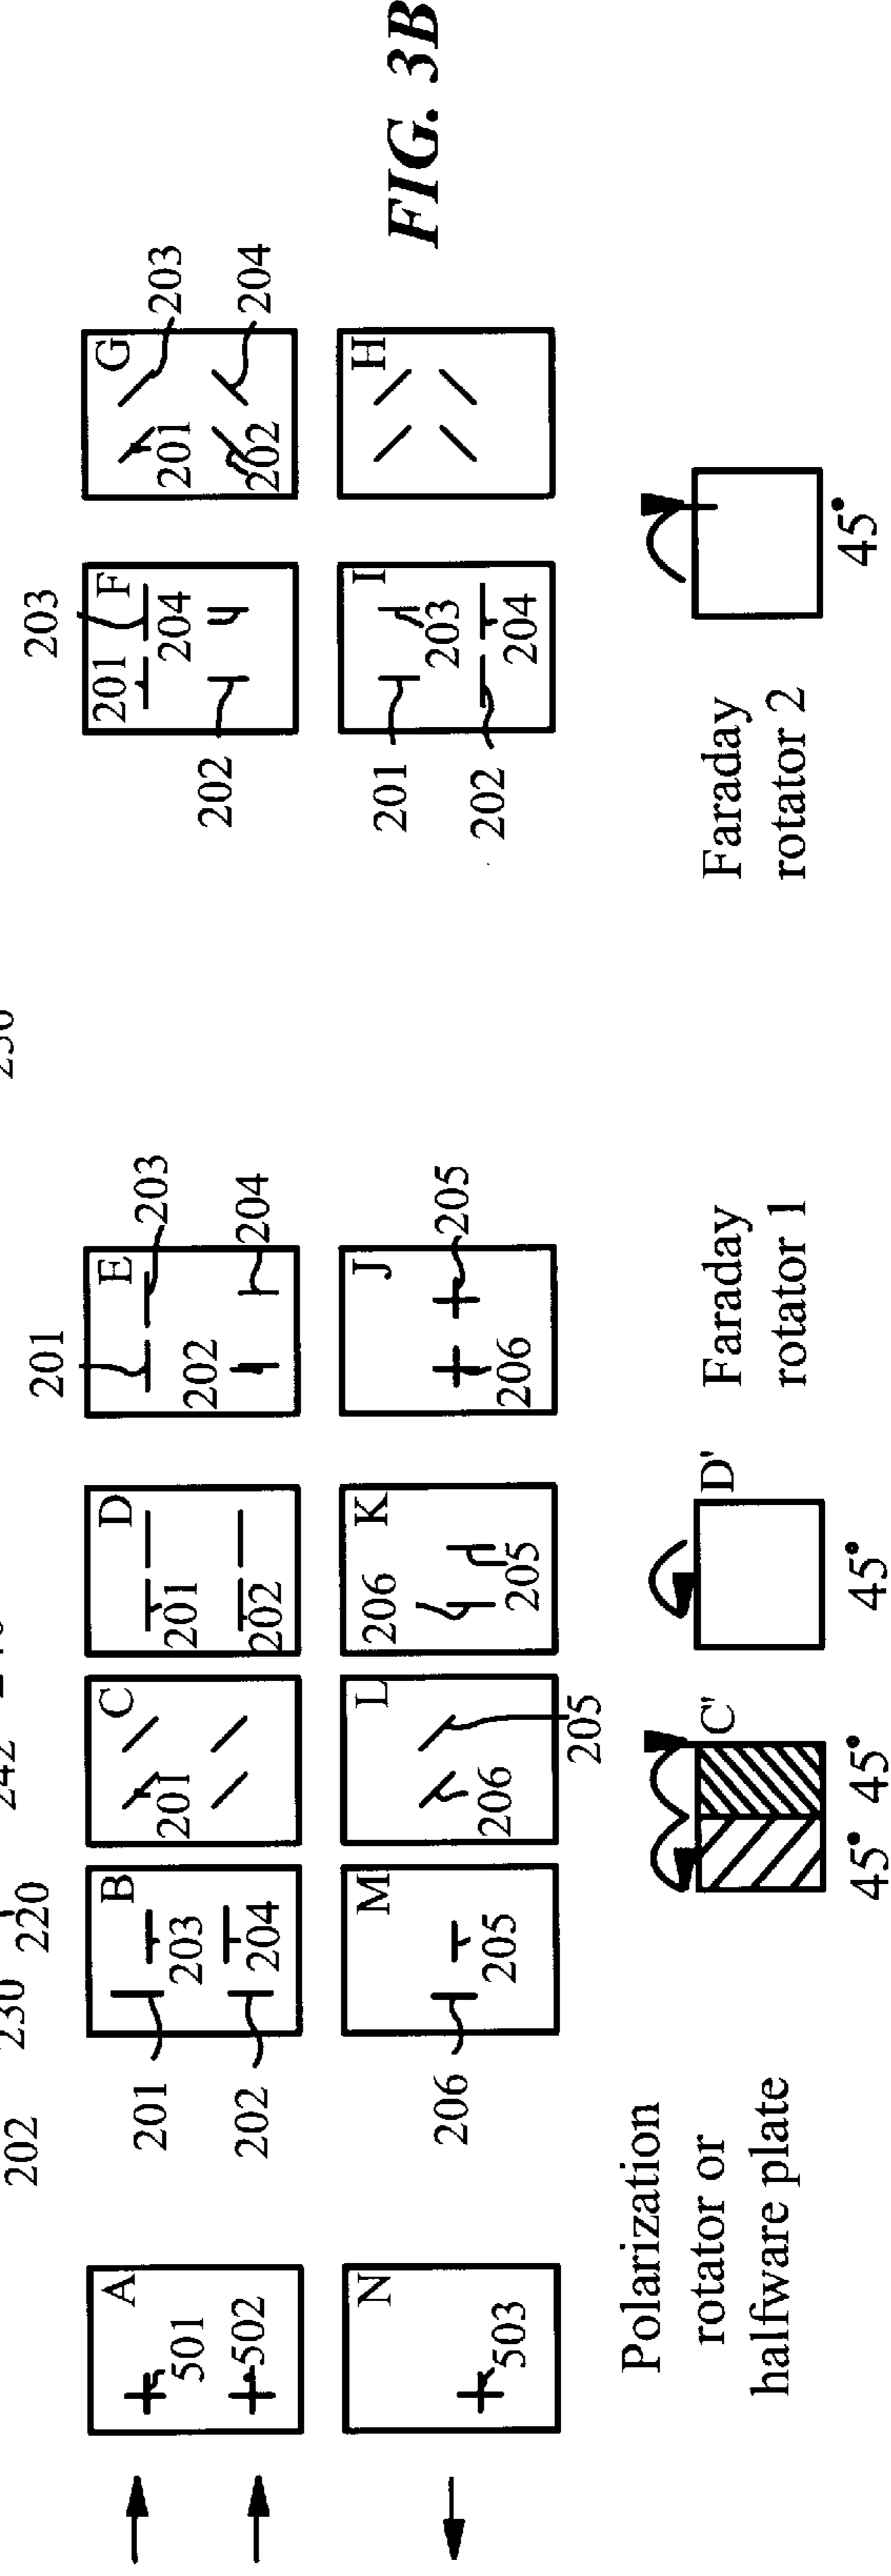 FIG. 3B
202
230
220
242
A
501
502
B
201
202
203
204
C
201
D
201
202
E
201
202
203
204
F
203
201
204
202
G
201
202
203
204
N
503
M
206
205
L
206
205
K
206
205
J
206
205
I
201
202
203
204
H
Polarization
rotator or
halfware plate
C'
45° 45°
D'
45°
Faraday
rotator 1
Faraday
rotator 2
45°